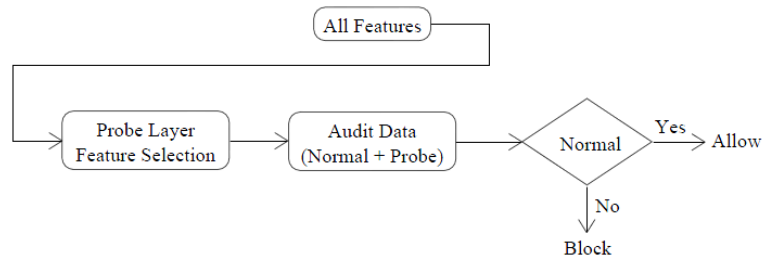 All Features
Probe Layer
Feature Selection
Audit Data
(Normal + Probe)
Normal
Yes
Allow
No
Block